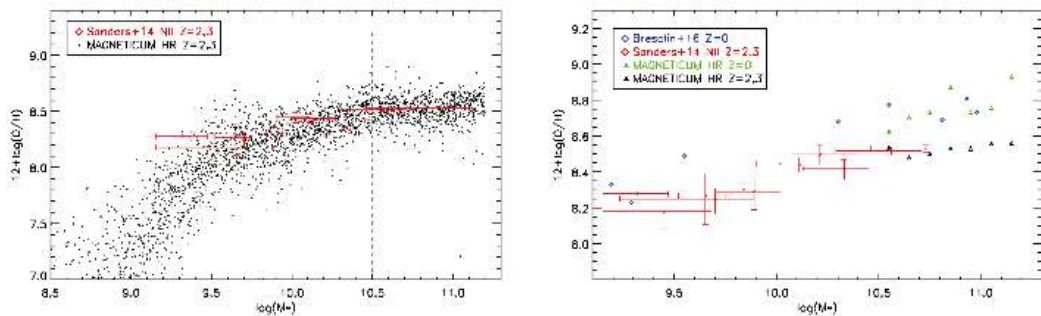 Sanders+14 NII Z=2,3
MAGNETICUM HR Z=2,3
9.0
8.5
8.0
7.5
7.0
12+log(O/H)
8.5 9.0 9.5 10.0 10.5 11.0
log(M*)
Bresolin+16 Z=0
Sanders+14 NII Z=2,3
MAGNETICUM HR Z=0
MAGNETICUM HR Z=2,3
9.2
9.0
8.8
8.6
8.4
8.2
8.0
12+log(O/H)
9.5 10.0 10.5 11.0
log(M*)